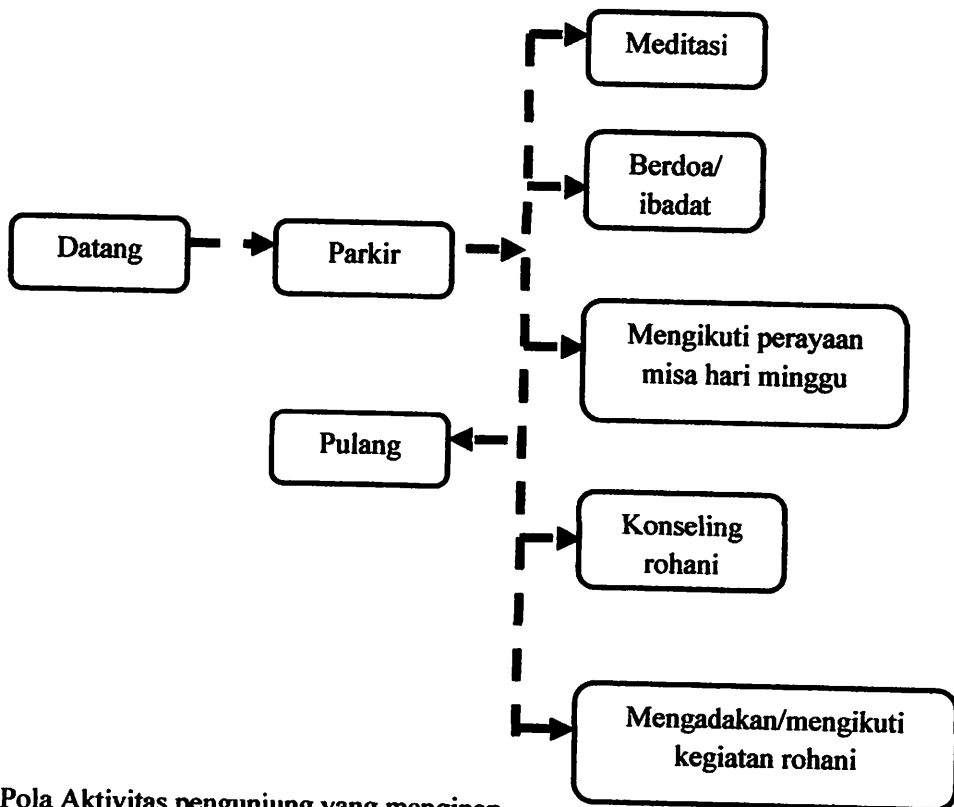 Meditasi
Berdoa/
ibadat
Datang
Parkir
Mengikuti perayaan
misa hari minggu
Pulang
Konseling
rohani
Mengadakan/mengikuti
kegiatan rohani
Pola Aktivitas pengunjung yang menginap